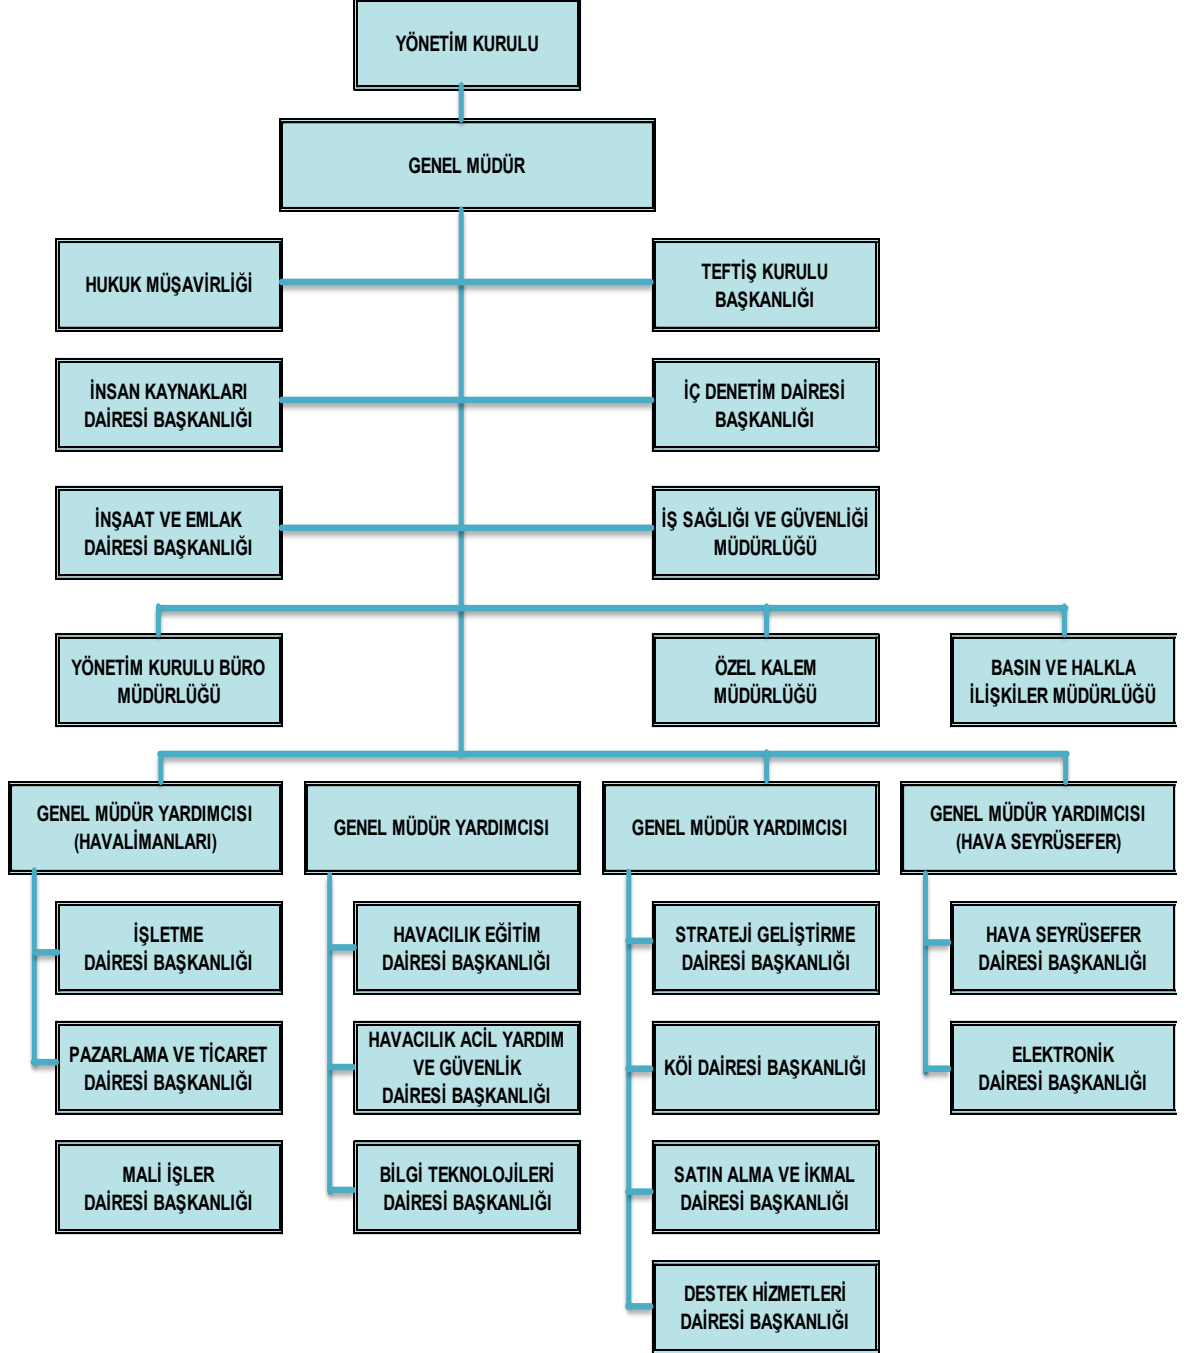 YÖNETİM KURULU
GENEL MÜDÜR
HUKUK MÜŞAVİRLİĞİ
TEFTİŞ KURULU
BAŞKANLIĞI
İNSAN KAYNAKLARI
DAİRESİ BAŞKANLIĞI
İÇ DENETİM DAİRESİ
BAŞKANLIĞI
İNŞAAT VE EMLAK
DAİRESİ BAŞKANLIĞI
İŞ SAĞLIĞI VE GÜVENLİĞİ
MÜDÜRLÜĞÜ
YÖNETİM KURULU BÜRO
MÜDÜRLÜĞÜ
ÖZEL KALEM
MÜDÜRLÜĞÜ
BASIN VE HALKLA
İLİŞKİLER MÜDÜRLÜĞÜ
GENEL MÜDÜR YARDIMCISI
(HAVALİMANLARI)
GENEL MÜDÜR YARDIMCISI
GENEL MÜDÜR YARDIMCISI
GENEL MÜDÜR YARDIMCISI
(HAVA SEYRÜSEFER)
İŞLETME
DAİRESİ BAŞKANLIĞI
HAVACILIK EĞİTİM
DAİRESİ BAŞKANLIĞI
STRATEJİ GELİŞTİRME
DAİRESİ BAŞKANLIĞI
HAVA SEYRÜSEFER
DAİRESİ BAŞKANLIĞI
PAZARLAMA VE TİCARET
DAİRESİ BAŞKANLIĞI
HAVACILIK ACİL YARDIM
VE GÜVENLİK
DAİRESİ BAŞKANLIĞI
KÖİ DAİRESİ BAŞKANLIĞI
ELEKTRONİK
DAİRESİ BAŞKANLIĞI
MALİ İŞLER
DAİRESİ BAŞKANLIĞI
BİLGİ TEKNOLOJİLERİ
DAİRESİ BAŞKANLIĞI
SATIN ALMA VE İKMAL
DAİRESİ BAŞKANLIĞI
DESTEK HİZMETLERİ
DAİRESİ BAŞKANLIĞI